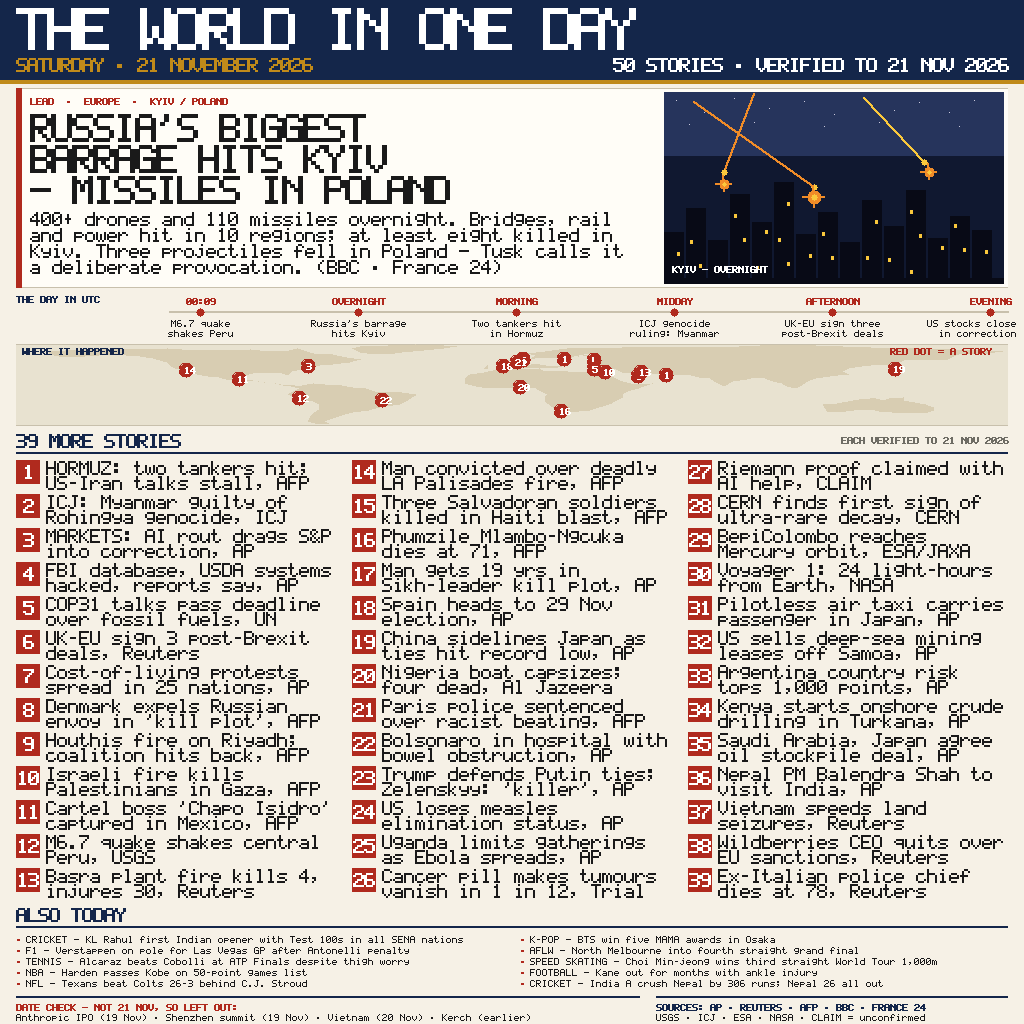 THE WORLD IN ONE DAY
SATURDAY · 21 NOVEMBER 2026
50 STORIES · VERIFIED TO 21 NOV 2026
LEAD · EUROPE · KYIV / POLAND
RUSSIA'S BIGGEST
BARRAGE HITS KYIV
— MISSILES IN POLAND
400+ drones and 110 missiles overnight. Bridges, rail
and power hit in 10 regions; at least eight killed in
Kyiv. Three projectiles fell in Poland — Tusk calls it
a deliberate provocation. (BBC · France 24)
KYIV — OVERNIGHT
THE DAY IN UTC
00:09
M6.7 quake
shakes Peru
OVERNIGHT
Russia's barrage
hits Kyiv
MORNING
Two tankers hit
in Hormuz
MIDDAY
ICJ genocide
ruling: Myanmar
AFTERNOON
UK-EU sign three
post-Brexit deals
EVENING
US stocks close
in correction
WHERE IT HAPPENED
RED DOT = A STORY
14
3
12
22
20
16
1
5
13
1
19
39 MORE STORIES
EACH VERIFIED TO 21 NOV 2026
1 HORMUZ: two tankers hit;
US-Iran talks stall, AFP
2 ICJ: Myanmar guilty of
Rohingya genocide, ICJ
3 MARKETS: AI rout drags S&P
into correction, AP
4 FBI database, USDA systems
hacked, reports say, AP
5 COP31 talks pass deadline
over fossil fuels, UN
6 UK-EU sign 3 post-Brexit
deals, Reuters
7 Cost-of-living protests
spread in 25 nations, AP
8 Denmark expels Russian
envoy in 'kill plot', AFP
9 Houthis fire on Riyadh;
coalition hits back, AFP
10 Israeli fire kills
Palestinians in Gaza, AFP
11 Cartel boss 'Chapo Isidro'
captured in Mexico, AFP
12 M6.7 quake shakes central
Peru, USGS
13 Basra plant fire kills 4,
injures 30, Reuters
14 Man convicted over deadly
LA Palisades fire, AFP
15 Three Salvadoran soldiers
killed in Haiti blast, AFP
16 Phumzile Mlambo-Ngcuka
dies at 71, AFP
17 Man gets 19 yrs in
Sikh-leader kill plot, AP
18 Spain heads to 29 Nov
election, AP
19 China sidelines Japan as
ties hit record low, AP
20 Nigeria boat capsizes;
four dead, Al Jazeera
21 Paris police sentenced
over racist beating, AFP
22 Bolsonaro in hospital with
bowel obstruction, AP
23 Trump defends Putin ties;
Zelenskyy: 'killer', AP
24 US loses measles
elimination status, AP
25 Uganda limits gatherings
as Ebola spreads, AP
26 Cancer pill makes tumours
vanish in 1 in 12, Trial
27 Riemann proof claimed with
AI help, CLAIM
28 CERN finds first sign of
ultra-rare decay, CERN
29 BepiColombo reaches
Mercury orbit, ESA/JAXA
30 Voyager 1: 24 light-hours
from Earth, NASA
31 Pilotless air taxi carries
passenger in Japan, AP
32 US sells deep-sea mining
leases off Samoa, AP
33 Argentina country risk
tops 1,000 points, AP
34 Kenya starts onshore crude
drilling in Turkana, AP
35 Saudi Arabia, Japan agree
oil stockpile deal, AP
36 Nepal PM Balendra Shah to
visit India, AP
37 Vietnam speeds land
seizures, Reuters
38 Wildberries CEO quits over
EU sanctions, Reuters
39 Ex-Italian police chief
dies at 78, Reuters
ALSO TODAY
- CRICKET — KL Rahul first Indian opener with Test 100s in all SENA nations
- F1 — Verstappen on pole for Las Vegas GP after Antonelli penalty
- TENNIS — Alcaraz beats Cobolli at ATP Finals despite thigh worry
- NBA — Harden passes Kobe on 50-point games list
- NFL — Texans beat Colts 26-3 behind C.J. Stroud
- K-POP — BTS win five MAMA awards in Osaka
- AFLW — North Melbourne into fourth straight grand final
- SPEED SKATING — Choi Min-jeong wins third straight World Tour 1,000m
- FOOTBALL — Kane out for months with ankle injury
- CRICKET — India A crush Nepal by 306 runs; Nepal 26 all out
DATE CHECK — NOT 21 NOV, SO LEFT OUT:
Anthropic IPO (19 Nov) · Shenzhen summit (19 Nov) · Vietnam (20 Nov) · Kerch (earlier)
SOURCES: AP · REUTERS · AFP · BBC · FRANCE 24
USGS · ICJ · ESA · NASA · CLAIM = unconfirmed